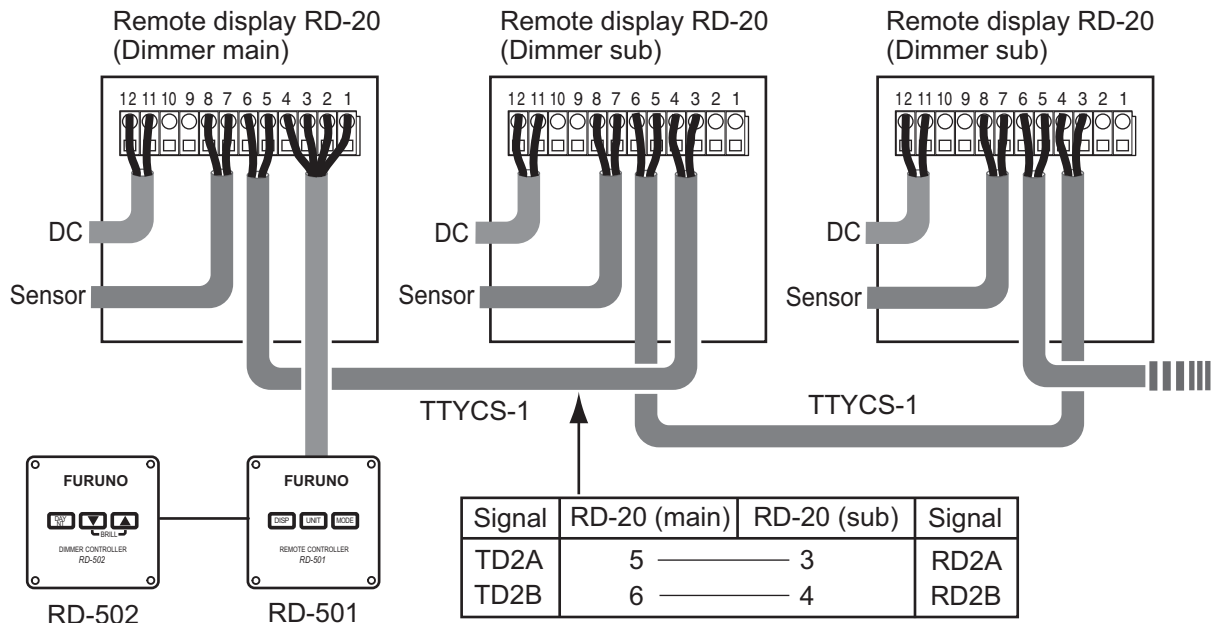 Remote display RD-20
(Dimmer main)
Remote display RD-20
(Dimmer sub)
Remote display RD-20
(Dimmer sub)
12 11 10 9 8 7 6 5 4 3 2 1
12 11 10 9 8 7 6 5 4 3 2 1
12 11 10 9 8 7 6 5 4 3 2 1
DC
DC
DC
Sensor
Sensor
Sensor
TTYCS-1
TTYCS-1
FURUNO
DAY
NT
BRILL
DIMMER CONTROLLER
RD-502
RD-502
FURUNO
DISP UNIT MODE
REMOTE CONTROLLER
RD-501
RD-501
Signal RD-20 (main) RD-20 (sub) Signal
TD2A 5 3 RD2A
TD2B 6 4 RD2B